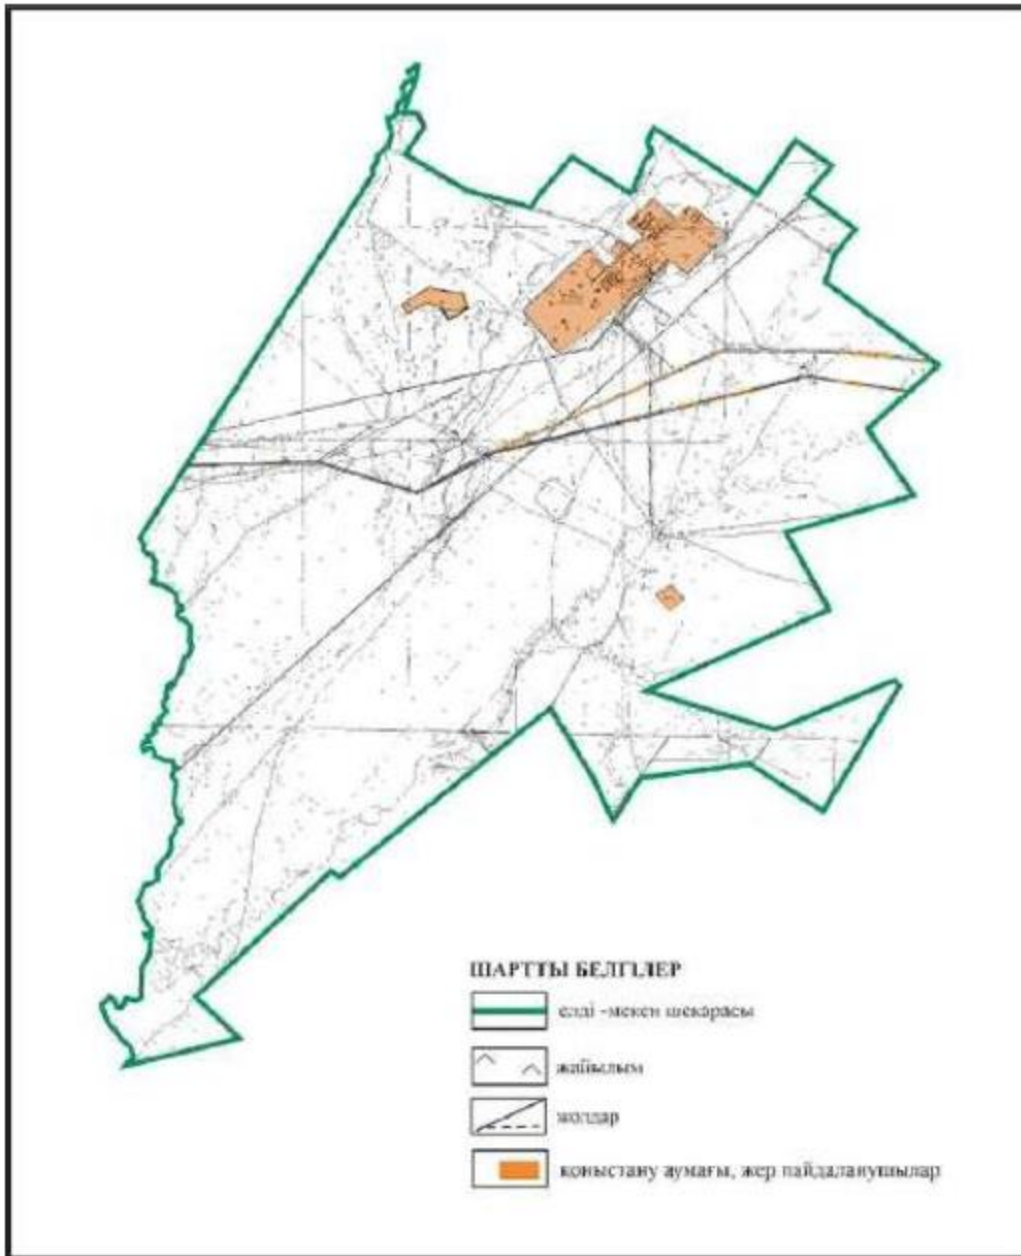 ШАРТТЫ БЕЛГІЛЕР
елді -мекен шекарасы
жайылым
жолдар
қоныстану аумағы, жер пайдаланушылар